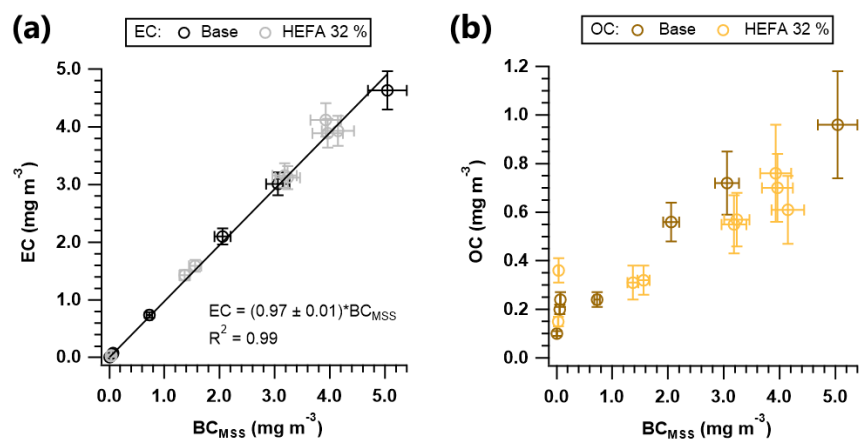 (a)
EC: Base HEFA 32 %
5.0
4.0
3.0
2.0
1.0
0.0
EC (mg m⁻³)
EC = (0.97 ± 0.01)*BC_MSS
R² = 0.99
0.0 1.0 2.0 3.0 4.0 5.0
BC_MSS (mg m⁻³)
(b)
OC: Base HEFA 32 %
1.2
1.0
0.8
0.6
0.4
0.2
0.0
OC (mg m⁻³)
0.0 1.0 2.0 3.0 4.0 5.0
BC_MSS (mg m⁻³)